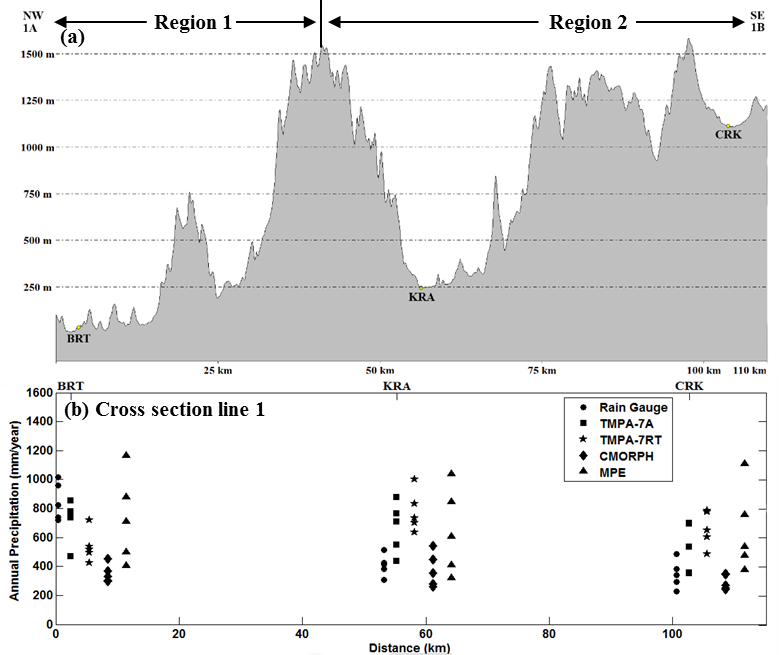 NW Region 1 Region 2 SE
1A 1B
(a)
1500 m
1250 m
1000 m
750 m
500 m
250 m
CRK
KRA
BRT
25 km 50 km 75 km 100 km 110 km
BRT KRA CRK
(b) Cross section line 1
Rain Gauge
TMPA-7A
TMPA-7RT
CMORPH
MPE
Annual Precipitation (mm/year)
1600
1400
1200
1000
800
600
400
200
0
0 20 40 60 80 100
Distance (km)